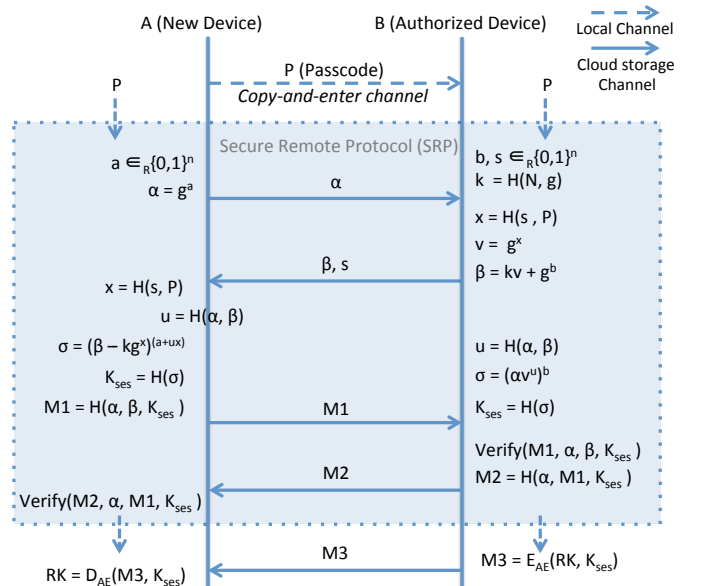 A (New Device)
B (Authorized Device)
Local Channel
Cloud storage
Channel
P
P (Passcode)
Copy-and-enter channel
P
Secure Remote Protocol (SRP)
a ∈R{0,1}ⁿ
α = gᵃ
α
b, s ∈R{0,1}ⁿ
k = H(N, g)
x = H(s , P)
v = gˣ
β = kv + gᵇ
β, s
x = H(s, P)
u = H(α, β)
σ = (β – kgˣ)⁽ᵃ⁺ᵘˣ⁾
Kses = H(σ)
M1 = H(α, β, Kses )
u = H(α, β)
σ = (αvᵘ)ᵇ
Kses = H(σ)
M1
Verify(M1, α, β, Kses )
M2 = H(α, M1, Kses )
M2
Verify(M2, α, M1, Kses )
M3
M3 = EAE(RK, Kses)
RK = DAE(M3, Kses)